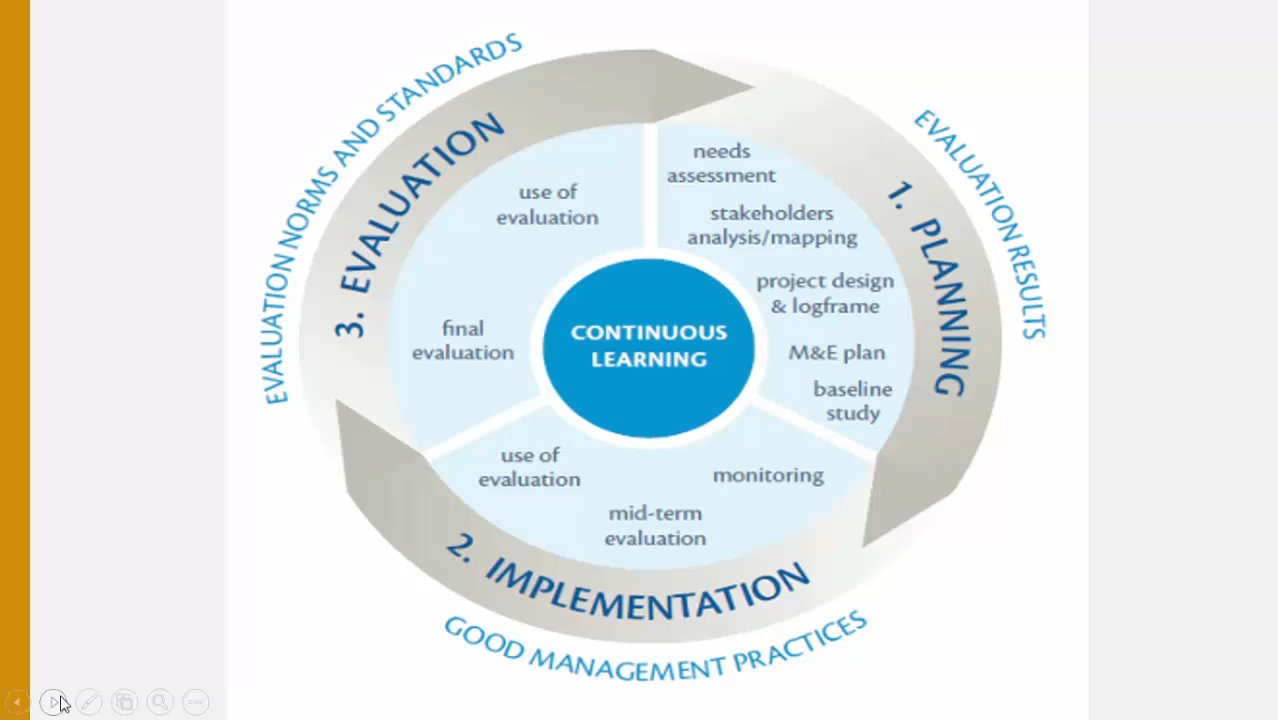 EVALUATION NORMS AND STANDARDS
EVALUATION RESULTS
GOOD MANAGEMENT PRACTICES
1. PLANNING
needs
assessment
stakeholders
analysis/mapping
project design
& logframe
M&E plan
baseline
study
2. IMPLEMENTATION
monitoring
mid-term
evaluation
use of
evaluation
3. EVALUATION
final
evaluation
use of
evaluation
CONTINUOUS
LEARNING